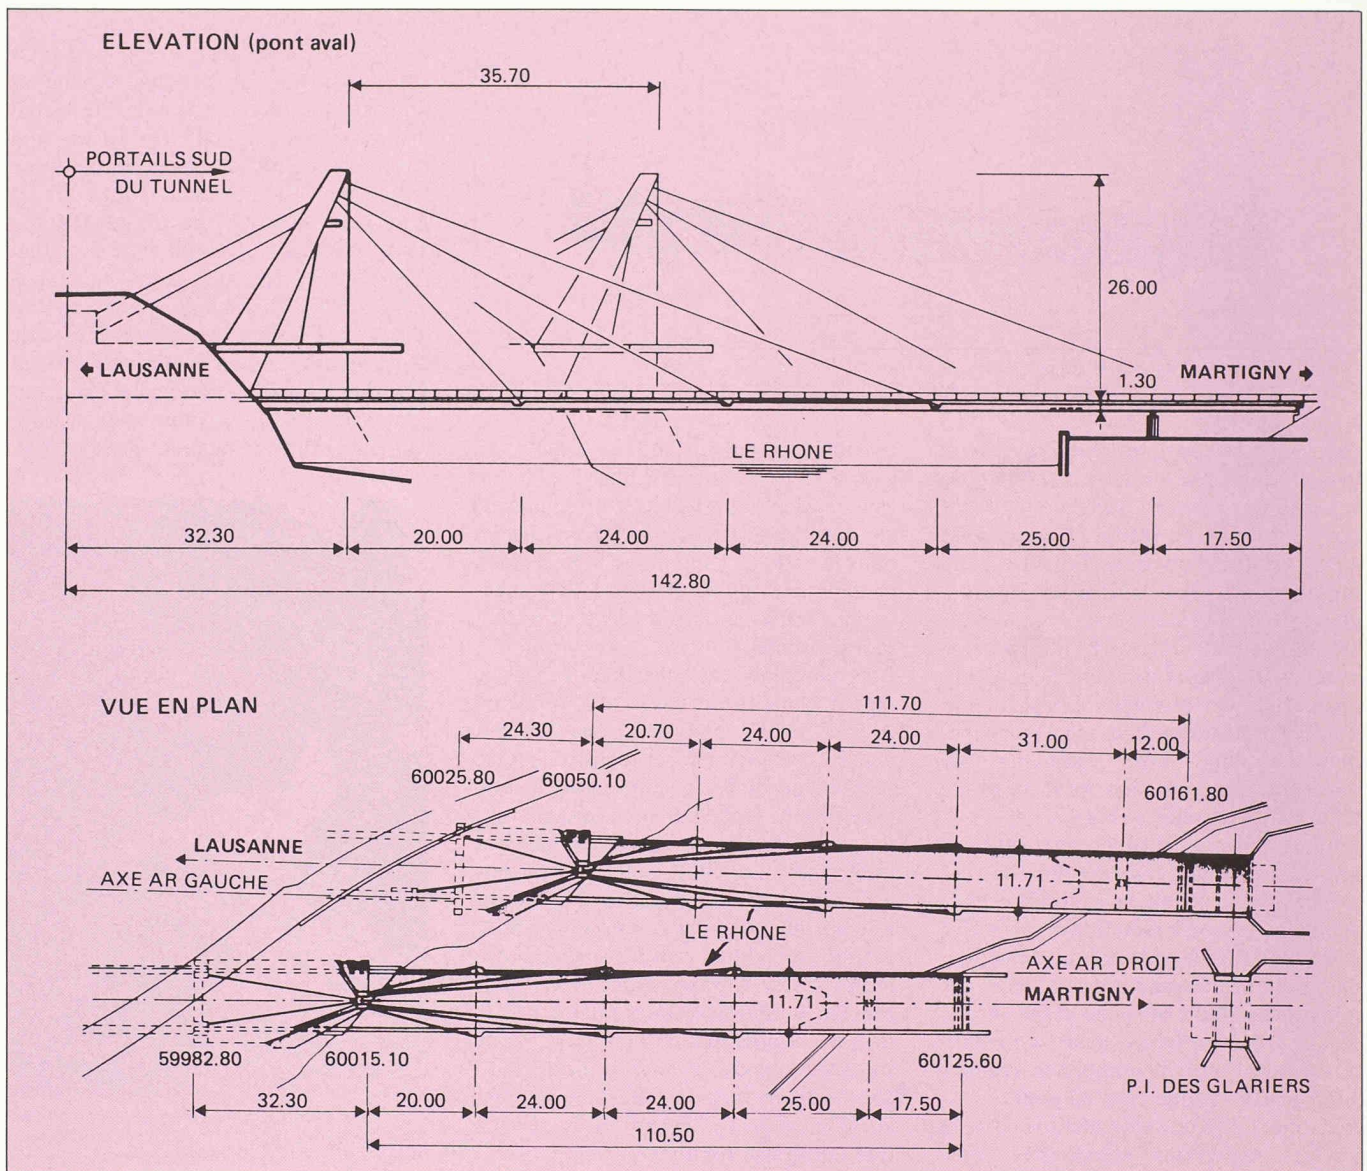 ELEVATION (pont aval)
35.70
PORTAILS SUD
DU TUNNEL
26.00
LAUSANNE
1.30
MARTIGNY
LE RHONE
32.30 20.00 24.00 24.00 25.00 17.50
142.80
VUE EN PLAN
111.70
24.30 20.70 24.00 24.00 31.00 12.00
60025.80 60050.10 60161.80
LAUSANNE
AXE AR GAUCHE
11.71
LE RHONE
AXE AR DROIT
11.71
MARTIGNY
59982.80 60015.10 60125.60
P.I. DES GLARIERS
32.30 20.00 24.00 24.00 25.00 17.50
110.50